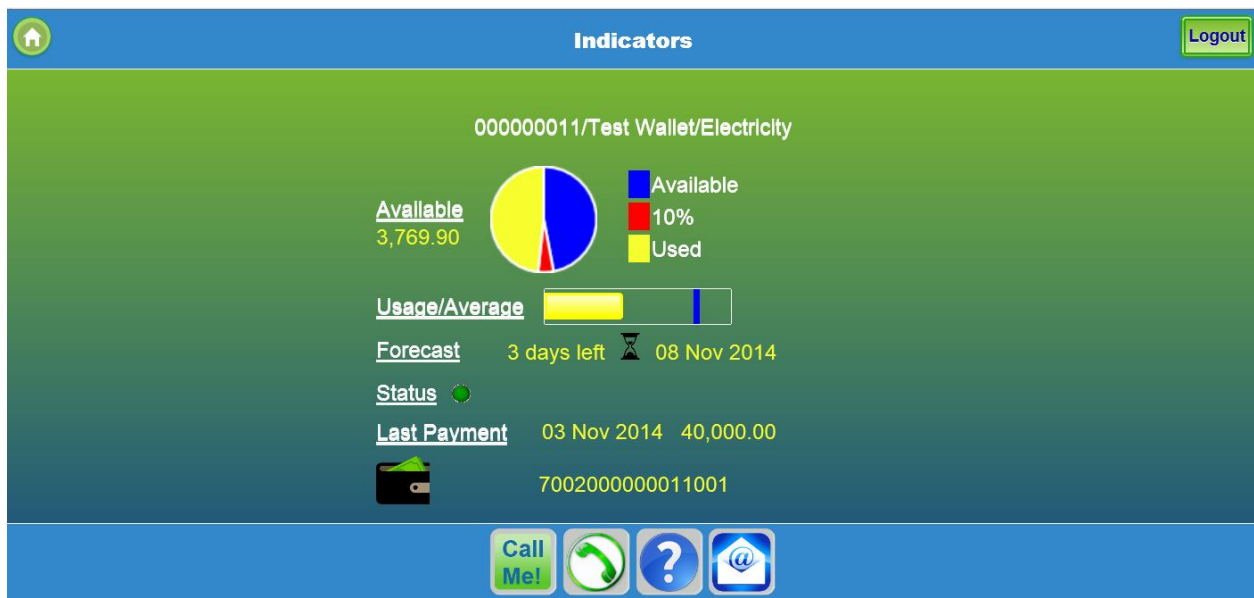 Indicators
Logout
000000011/Test Wallet/Electricity
Available
3,769.90
Available
10%
Used
Usage/Average
Forecast 3 days left 08 Nov 2014
Status
Last Payment 03 Nov 2014 40,000.00
7002000000011001
Call
Me!
?
@